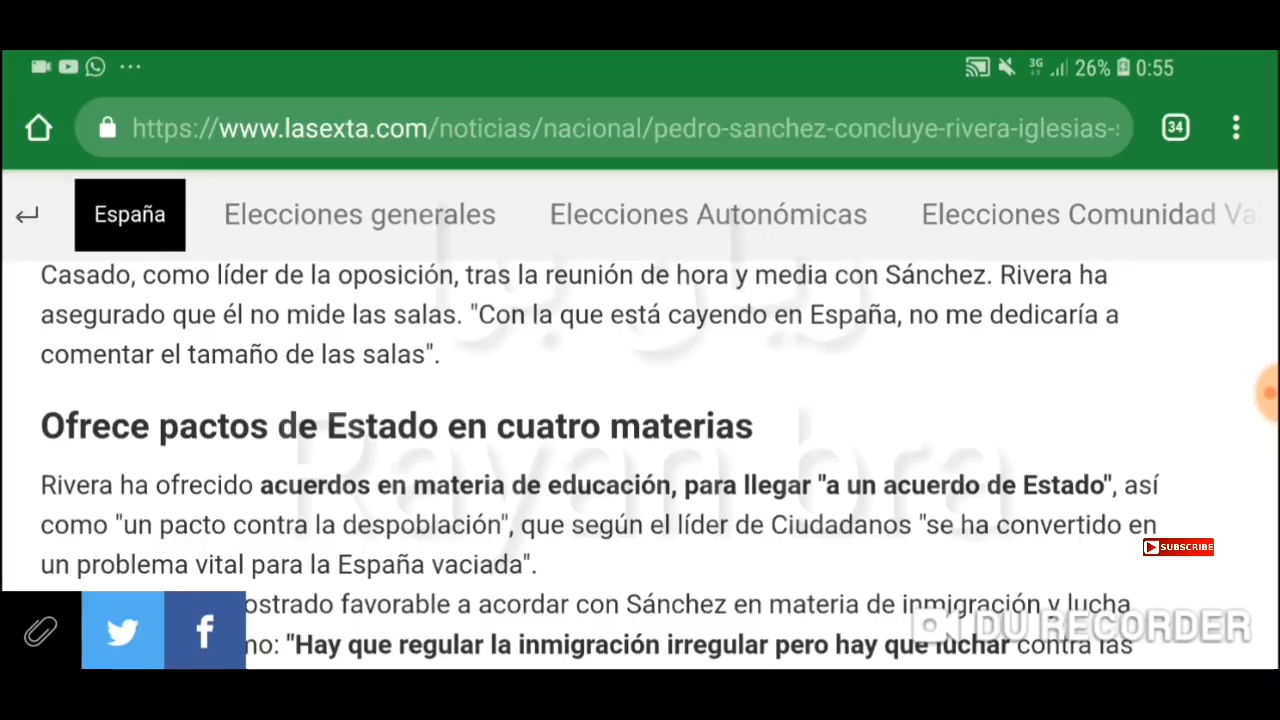 3G 26% 0:55
https://www.lasexta.com/noticias/nacional/pedro-sanchez-concluye-rivera-iglesias-
34
España Elecciones generales Elecciones Autonómicas Elecciones Comunidad
Casado, como líder de la oposición, tras la reunión de hora y media con Sánchez. Rivera ha
asegurado que él no mide las salas. "Con la que está cayendo en España, no me dedicaría a
comentar el tamaño de las salas".
Ofrece pactos de Estado en cuatro materias
Rivera ha ofrecido acuerdos en materia de educación, para llegar "a un acuerdo de Estado", así
como "un pacto contra la despoblación", que según el líder de Ciudadanos "se ha convertido en
SUBSCRIBE
un problema vital para la España vaciada".
favorable a acordar con Sánchez en materia de inmigración y lucha
"Hay que regular la inmigración irregular pero hay que luchar contra las
DU RECORDER
Rayan bra